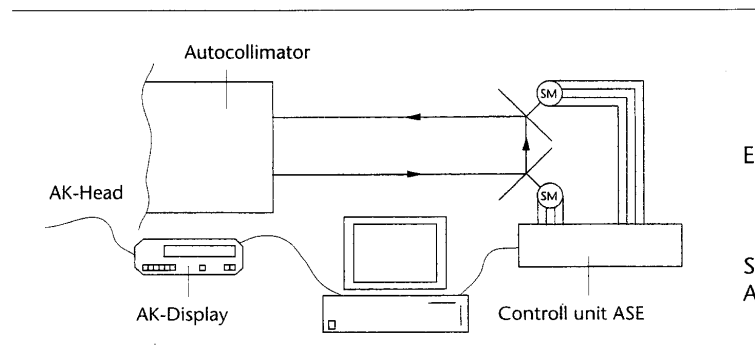 Autocollimator
SM
E
AK-Head
SM
S
A
AK-Display
Controll unit ASE